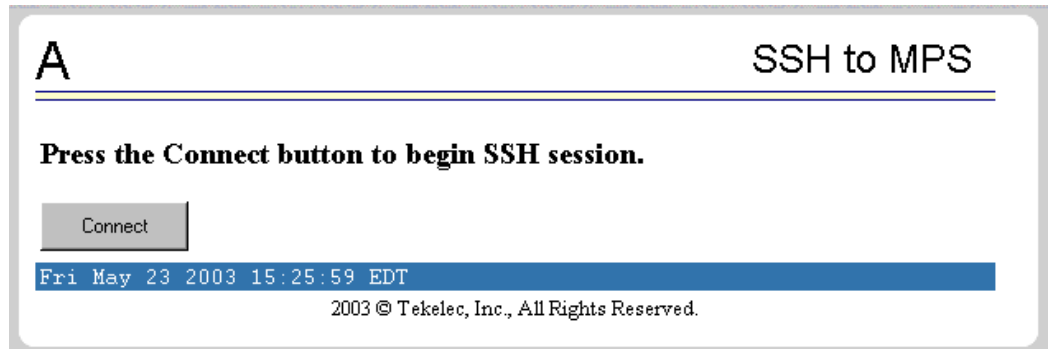 A
SSH to MPS
Press the Connect button to begin SSH session.
Connect
Fri May 23 2003 15:25:59 EDT
2003 © Tekelec, Inc., All Rights Reserved.